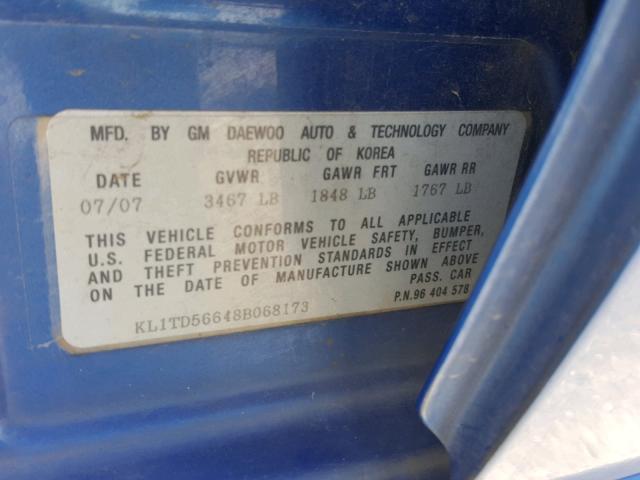 MFD. BY GM DAEWOO AUTO & TECHNOLOGY COMPANY
REPUBLIC OF KOREA
DATE GVWR GAWR FRT GAWR RR
07/07 3467 LB 1848 LB 1767 LB
THIS VEHICLE CONFORMS TO ALL APPLICABLE
U.S. FEDERAL MOTOR VEHICLE SAFETY, BUMPER,
AND THEFT PREVENTION STANDARDS IN EFFECT
ON THE DATE OF MANUFACTURE SHOWN ABOVE
PASS. CAR
KL1TD56648B068173 P.N.96 404 578